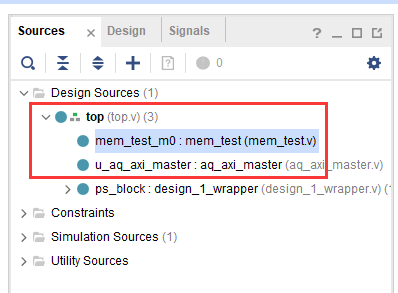 Sources × Design Signals ? _
0
Design Sources (1)
top (top.v) (3)
mem_test_m0 : mem_test (mem_test.v)
u_aq_axi_master : aq_axi_master (aq_axi_master.v)
ps_block : design_1_wrapper (design_1_wrapper.v) (
Constraints
Simulation Sources (1)
Utility Sources